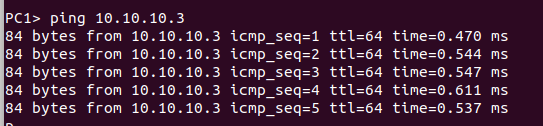 PC1> ping 10.10.10.3
84 bytes from 10.10.10.3 icmp_seq=1 ttl=64 time=0.470 ms
84 bytes from 10.10.10.3 icmp_seq=2 ttl=64 time=0.544 ms
84 bytes from 10.10.10.3 icmp_seq=3 ttl=64 time=0.547 ms
84 bytes from 10.10.10.3 icmp_seq=4 ttl=64 time=0.611 ms
84 bytes from 10.10.10.3 icmp_seq=5 ttl=64 time=0.537 ms